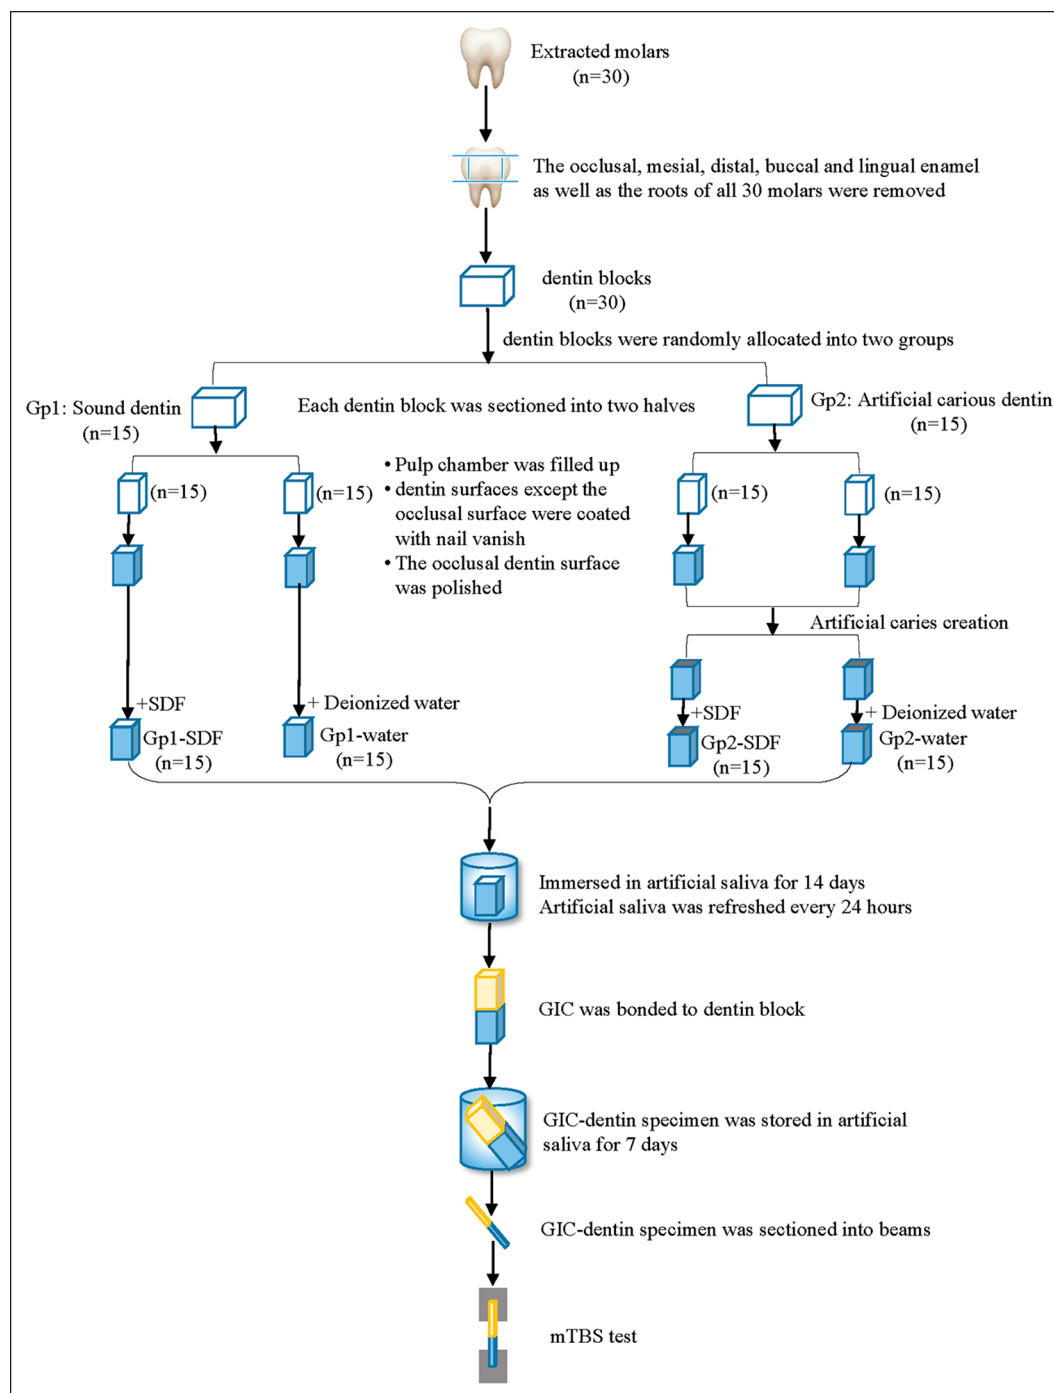 Extracted molars
(n=30)
The occlusal, mesial, distal, buccal and lingual enamel
as well as the roots of all 30 molars were removed
dentin blocks
(n=30)
dentin blocks were randomly allocated into two groups
Gp1: Sound dentin
(n=15)
Each dentin block was sectioned into two halves
Gp2: Artificial carious dentin
(n=15)
(n=15)
(n=15)
• Pulp chamber was filled up
• dentin surfaces except the
occlusal surface were coated
with nail vanish
• The occlusal dentin surface
was polished
(n=15)
(n=15)
Artificial caries creation
+SDF
+ Deionized water
+SDF
+ Deionized water
Gp1-SDF
(n=15)
Gp1-water
(n=15)
Gp2-SDF
(n=15)
Gp2-water
(n=15)
Immersed in artificial saliva for 14 days
Artificial saliva was refreshed every 24 hours
GIC was bonded to dentin block
GIC-dentin specimen was stored in artificial
saliva for 7 days
GIC-dentin specimen was sectioned into beams
mTBS test